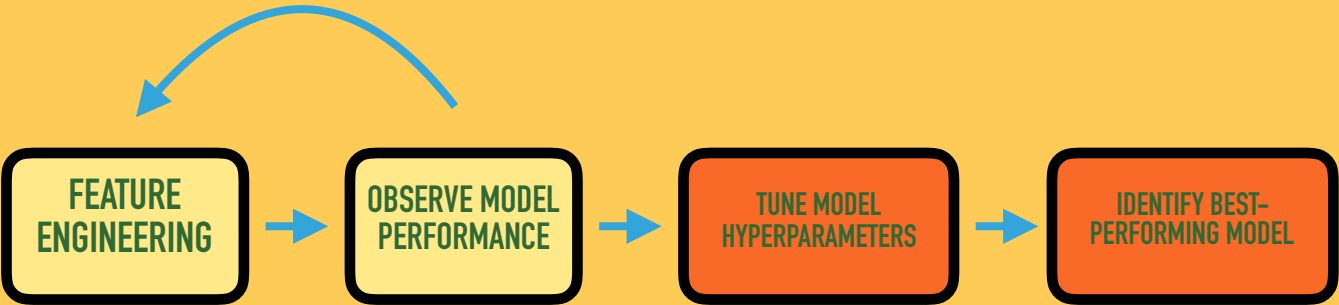 FEATURE
ENGINEERING
OBSERVE MODEL
PERFORMANCE
TUNE MODEL
HYPERPARAMETERS
IDENTIFY BEST-
PERFORMING MODEL